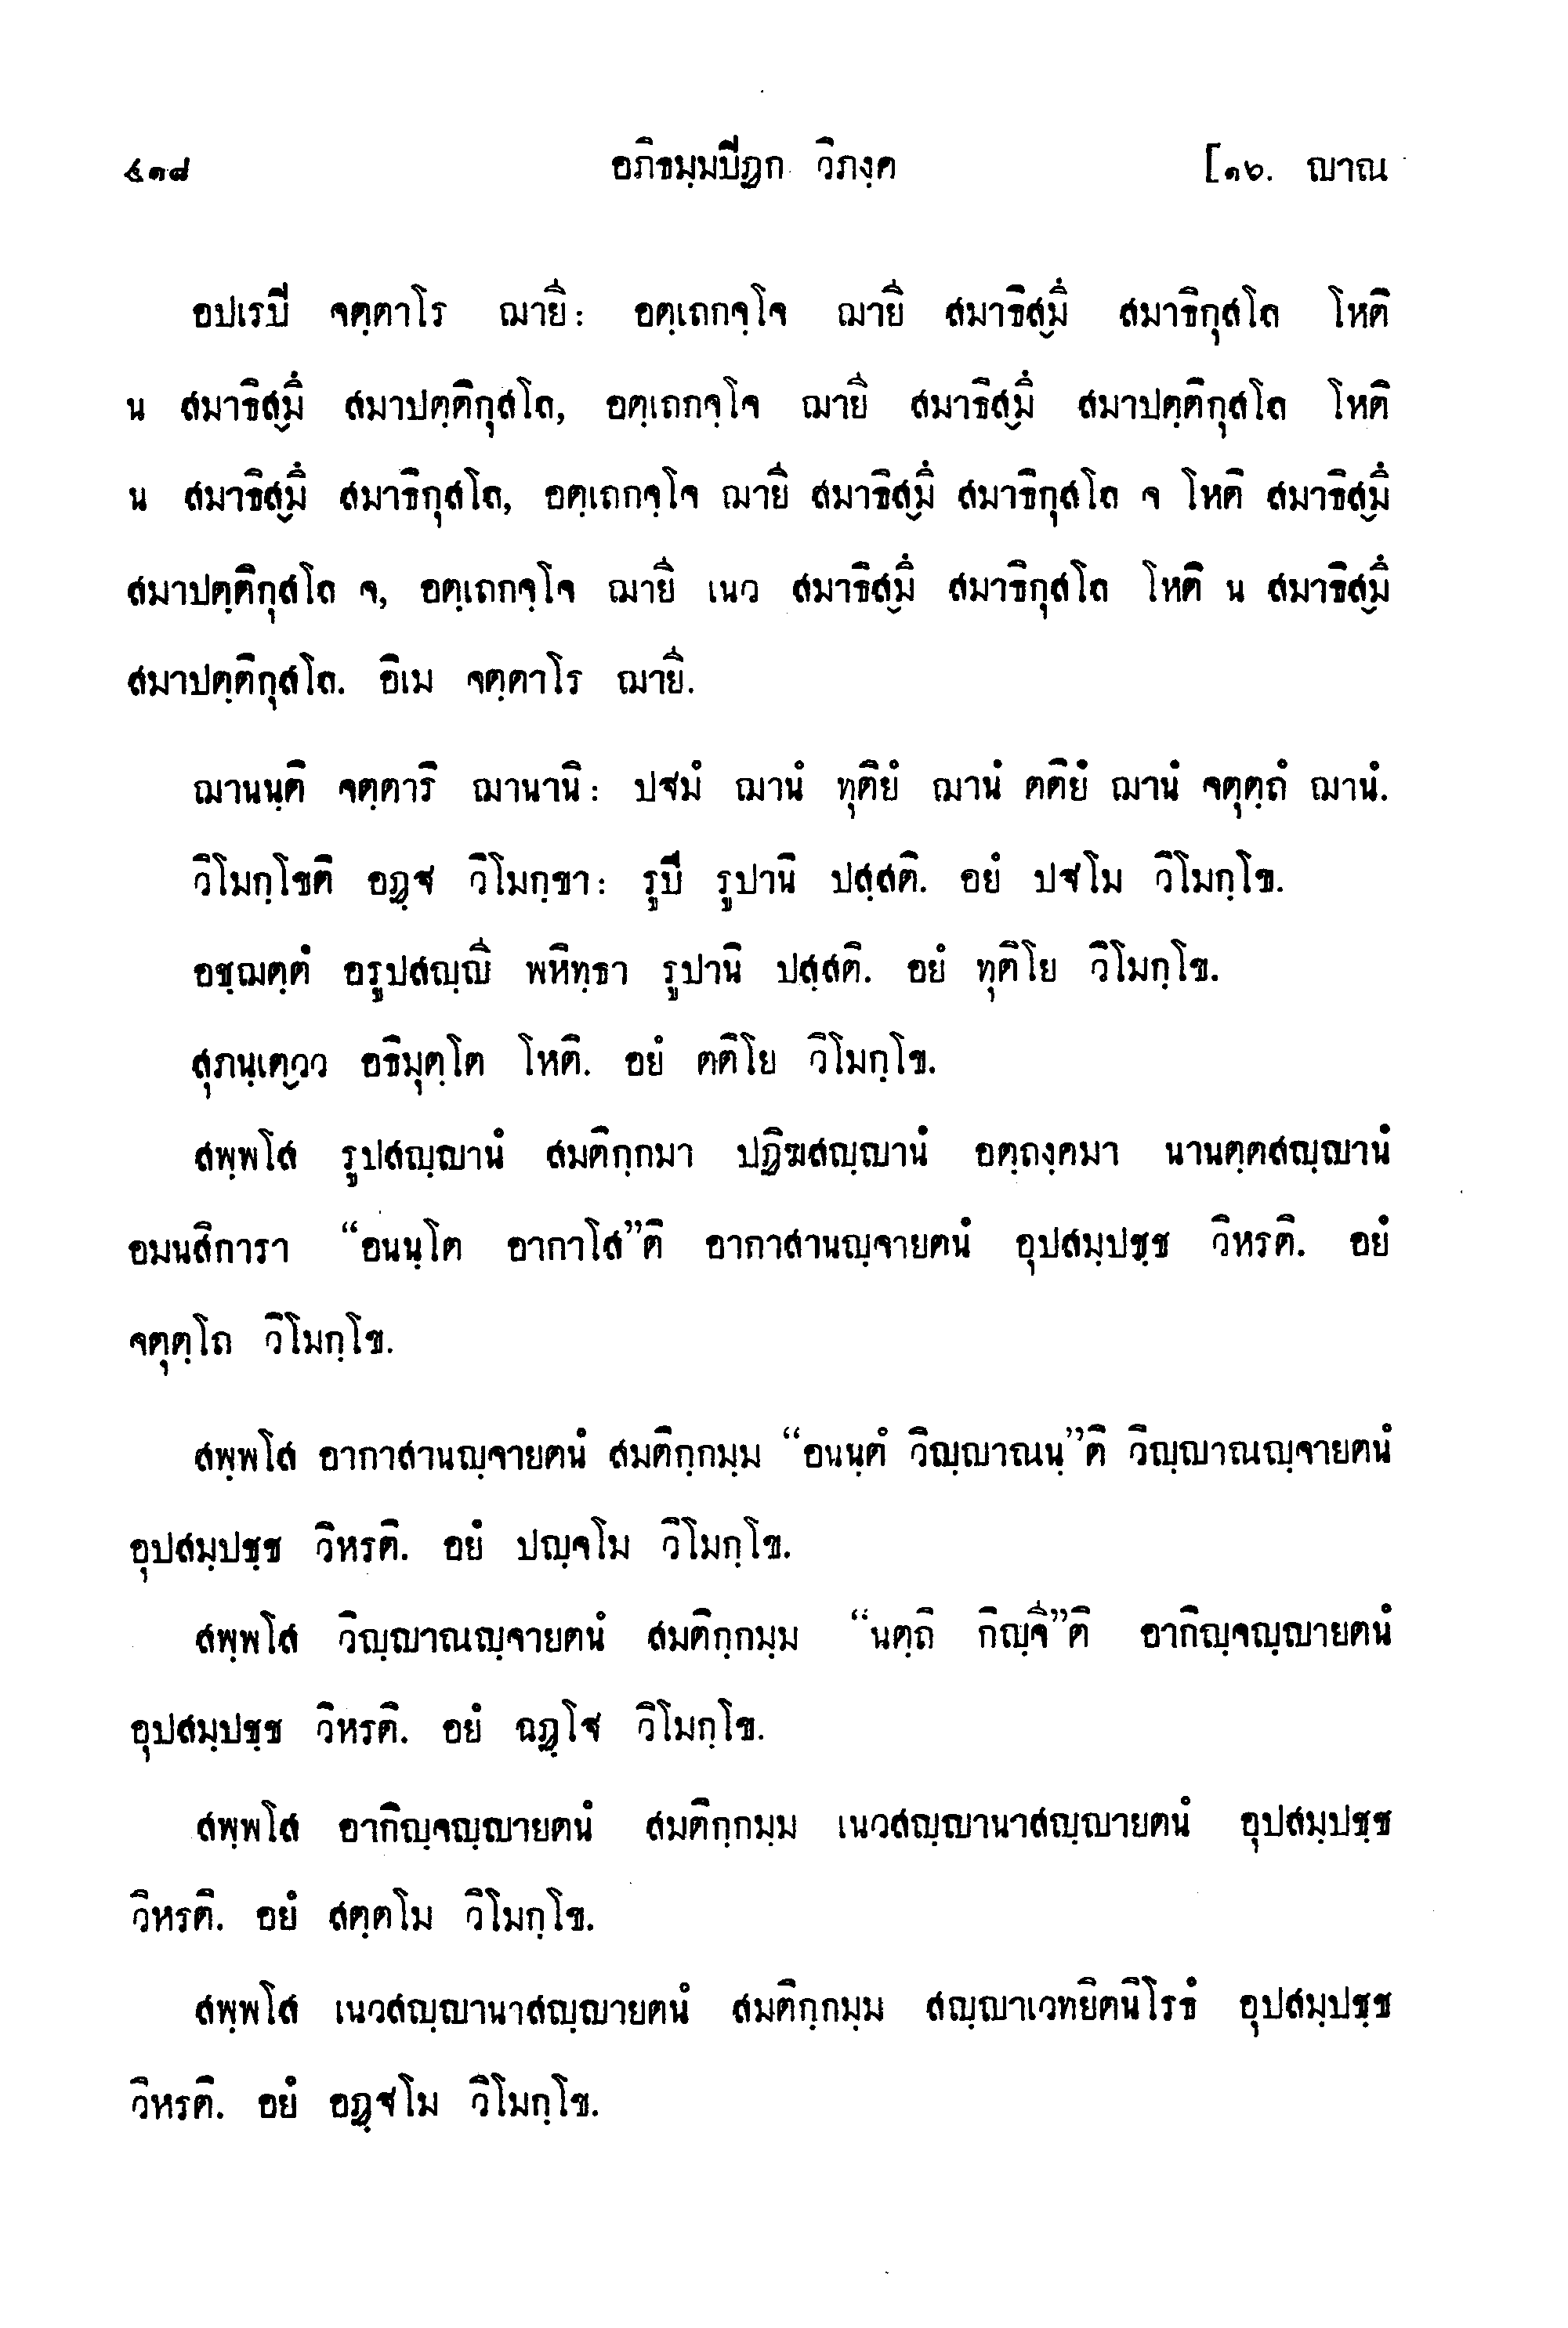 ๔๑๘ อภิธมฺมปิฏก วิภงฺค [๑๖. ญาณ
อปเรปิ จตฺตาโร ฌายี: อตฺเถกจฺโจ ฌายี สมาธิสฺมึ สมาธิกุสโล โหติ
น สมาธิสฺมึ สมาปตฺติกุสโล, อตฺเถกจฺโจ ฌายี สมาธิสฺมึ สมาปตฺติกุสโล โหติ
น สมาธิสฺมึ สมาธิกุสโล, อตฺเถกจฺโจ ฌายี สมาธิสฺมึ สมาธิกุสโล จ โหติ สมาธิสฺมึ
สมาปตฺติกุสโล จ, อตฺเถกจฺโจ ฌายี เนว สมาธิสฺมึ สมาธิกุสโล โหติ น สมาธิสฺมึ
สมาปตฺติกุสโล. อิเม จตฺตาโร ฌายี.
ฌานนฺติ จตฺตาริ ฌานานิ: ปฐมํ ฌานํ ทุติยํ ฌานํ ตติยํ ฌานํ จตุตฺถํ ฌานํ.
วิโมกฺโขติ อฏฺฐ วิโมกฺขา: รูปี รูปานิ ปสฺสติ. อยํ ปฐโม วิโมกฺโข.
อชฺฌตฺตํ อรูปสญฺญี พหิทฺธา รูปานิ ปสฺสติ. อยํ ทุติโย วิโมกฺโข.
สุภนฺเตฺวว อธิมุตฺโต โหติ. อยํ ตติโย วิโมกฺโข.
สพฺพโส รูปสญฺญานํ สมติกฺกมา ปฏิฆสญฺญานํ อตฺถงฺคมา นานตฺตสญฺญานํ
อมนสิการา “อนนฺโต อากาโส”ติ อากาสานญฺจายตนํ อุปสมฺปชฺช วิหรติ. อยํ
จตุตฺโถ วิโมกฺโข.
สพฺพโส อากาสานญฺจายตนํ สมติกฺกมฺม “อนนฺตํ วิญฺญาณนฺ”ติ วิญฺญาณญฺจายตนํ
อุปสมฺปชฺช วิหรติ. อยํ ปญฺจโม วิโมกฺโข.
สพฺพโส วิญฺญาณญฺจายตนํ สมติกฺกมฺม “นตฺถิ กิญฺจี”ติ อากิญฺจญฺญายตนํ
อุปสมฺปชฺช วิหรติ. อยํ ฉฏฺโฐ วิโมกฺโข.
สพฺพโส อากิญฺจญฺญายตนํ สมติกฺกมฺม เนวสญฺญานาสญฺญายตนํ อุปสมฺปชฺช
วิหรติ. อยํ สตฺตโม วิโมกฺโข.
สพฺพโส เนวสญฺญานาสญฺญายตนํ สมติกฺกมฺม สญฺญาเวทยิตนิโรธํ อุปสมฺปชฺช
วิหรติ. อยํ อฏฺฐโม วิโมกฺโข.